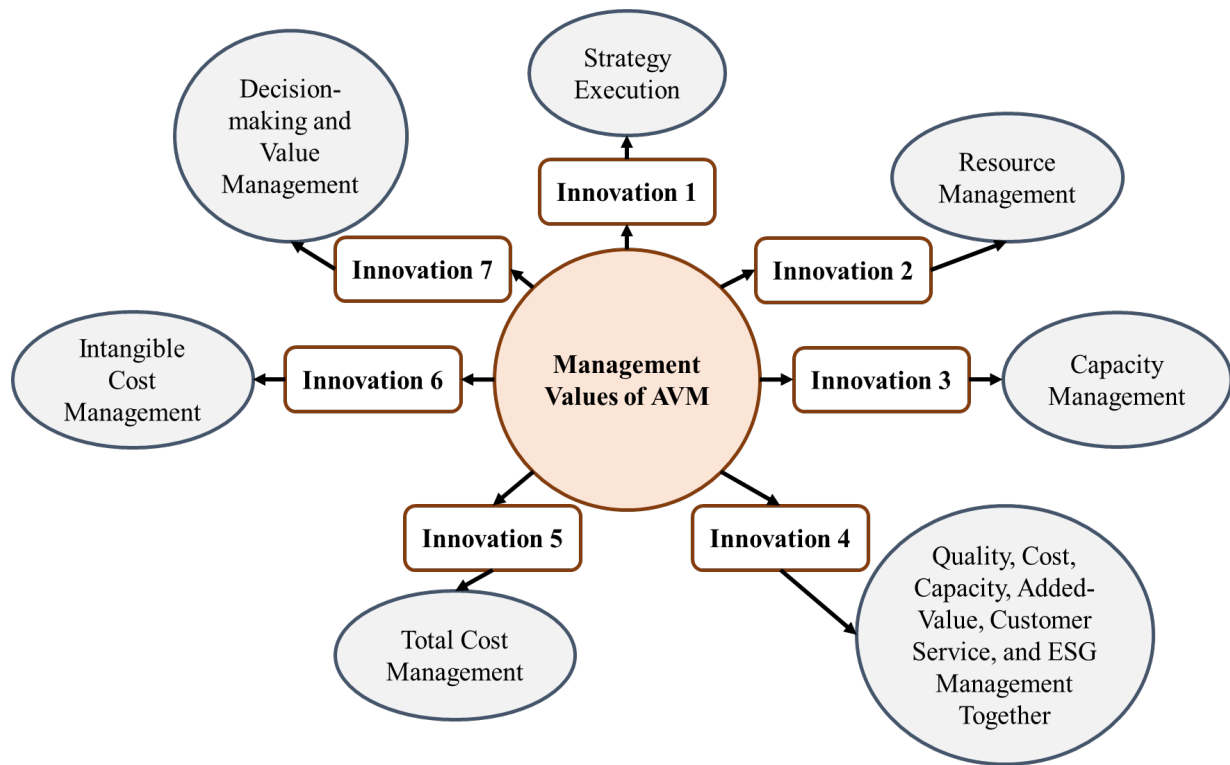 Management
Values of AVM
Innovation 1
Strategy
Execution
Innovation 2
Resource
Management
Innovation 3
Capacity
Management
Innovation 4
Quality, Cost,
Capacity, Added-
Value, Customer
Service, and ESG
Management
Together
Innovation 5
Total Cost
Management
Innovation 6
Intangible
Cost
Management
Innovation 7
Decision-
making and
Value
Management